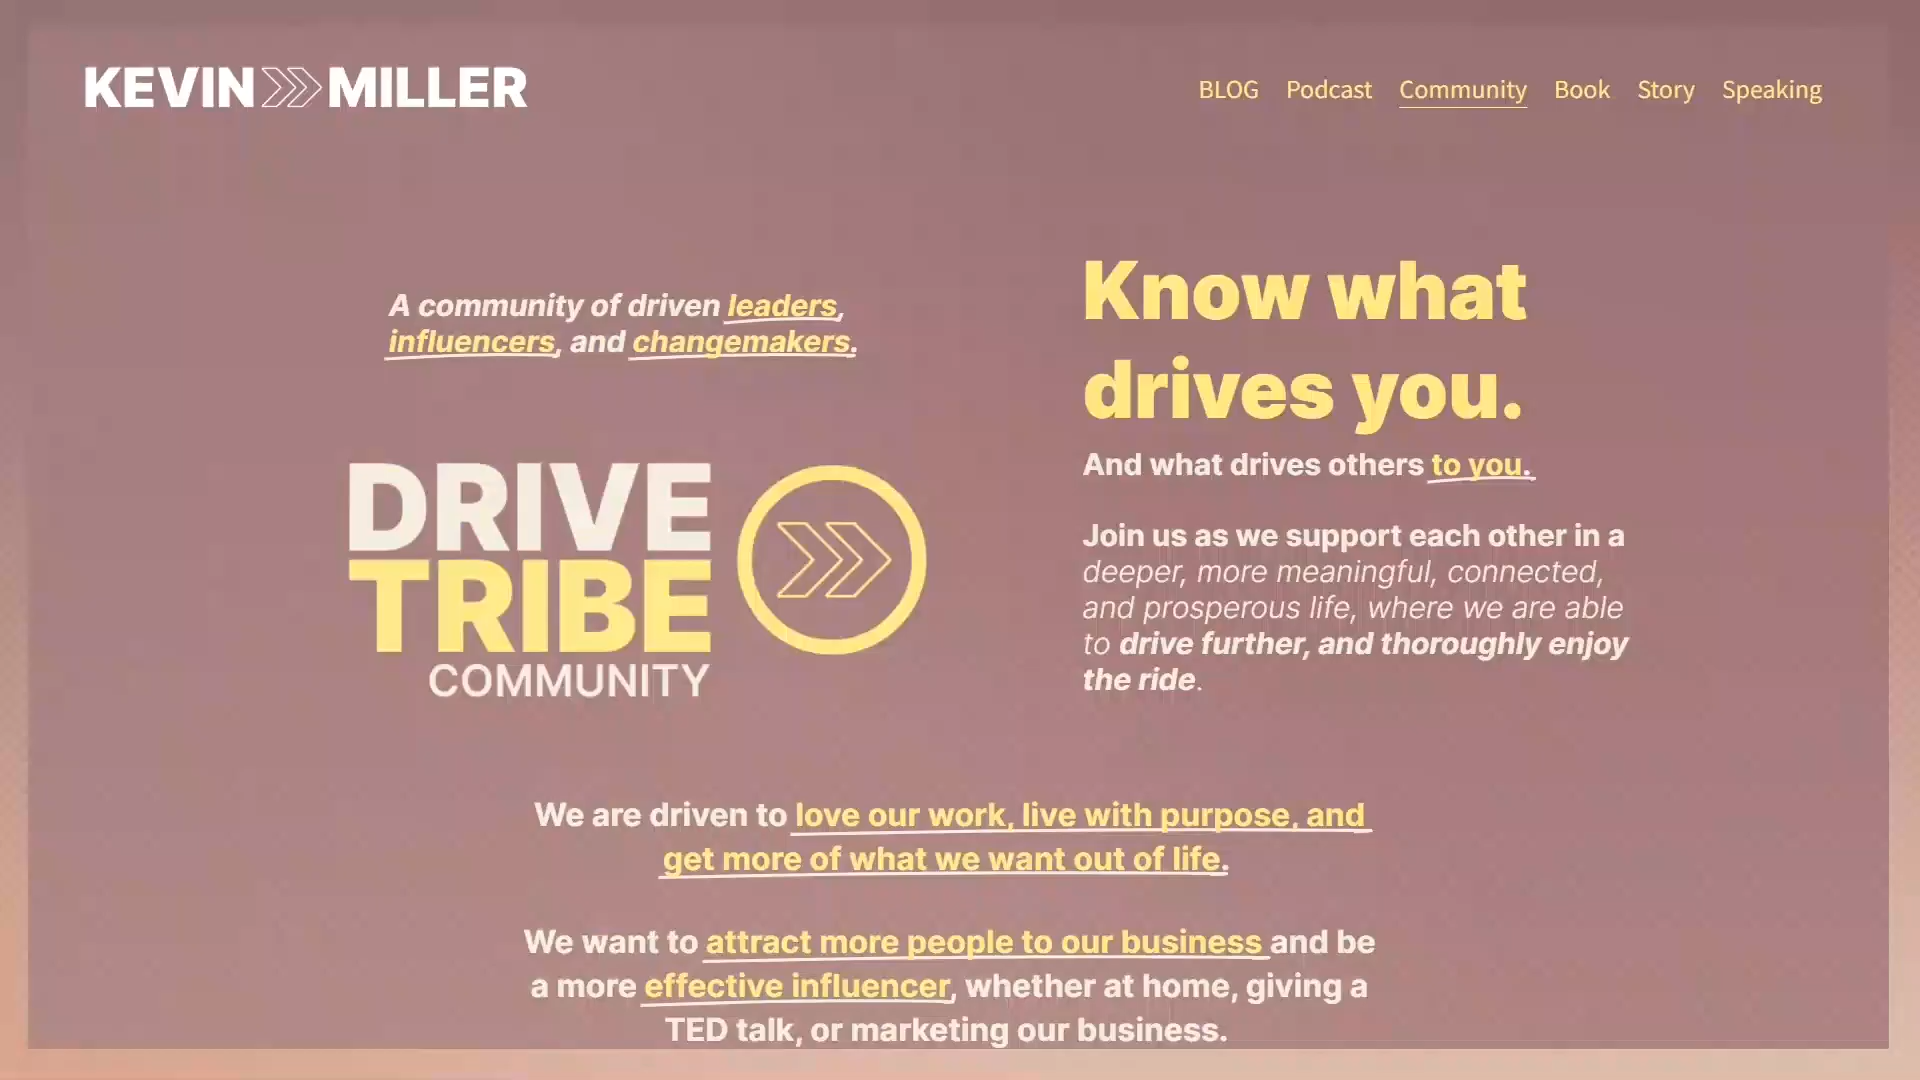 KEVIN MILLER
BLOG Podcast Community Book Story Speaking
A community of driven leaders,
influencers, and changemakers.
DRIVE
TRIBE
COMMUNITY
Know what
drives you.
And what drives others to you.
Join us as we support each other in a
deeper, more meaningful, connected,
and prosperous life, where we are able
to drive further, and thoroughly enjoy
the ride.
We are driven to love our work, live with purpose, and
get more of what we want out of life.
We want to attract more people to our business and be
a more effective influencer, whether at home, giving a
TED talk, or marketing our business.